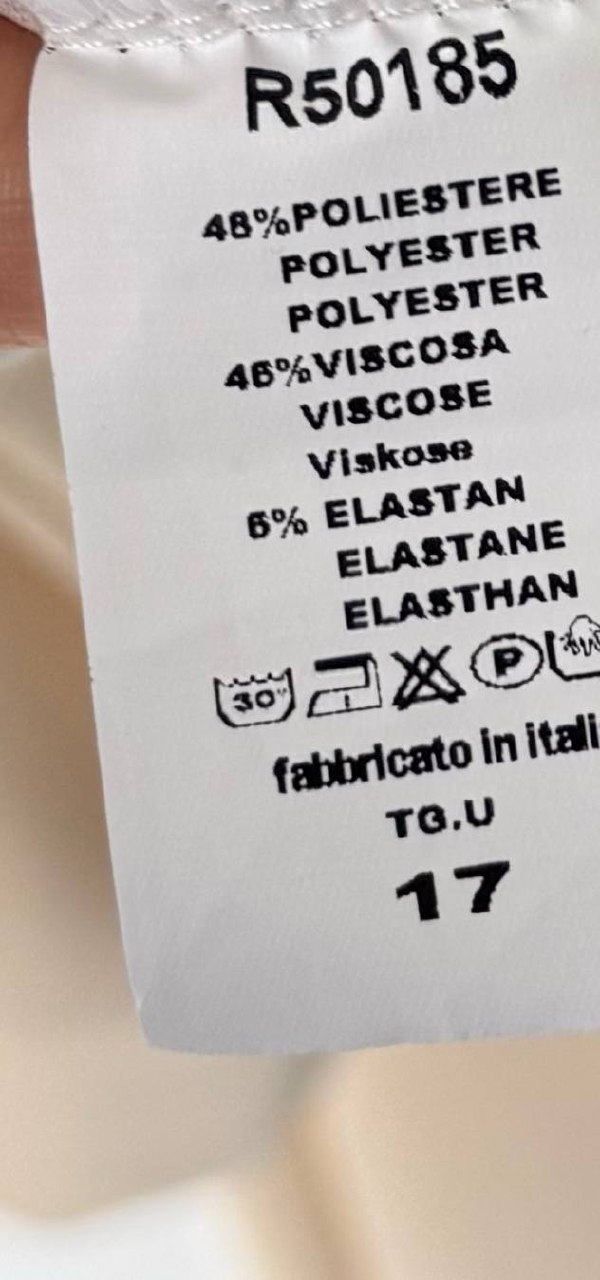 R50185
48%POLIESTERE
POLYESTER
POLYESTER
46%VISCOSA
VISCOSE
Viskose
6% ELASTAN
ELASTANE
ELASTHAN
30° P
fabbricato in itali
TG.U
17